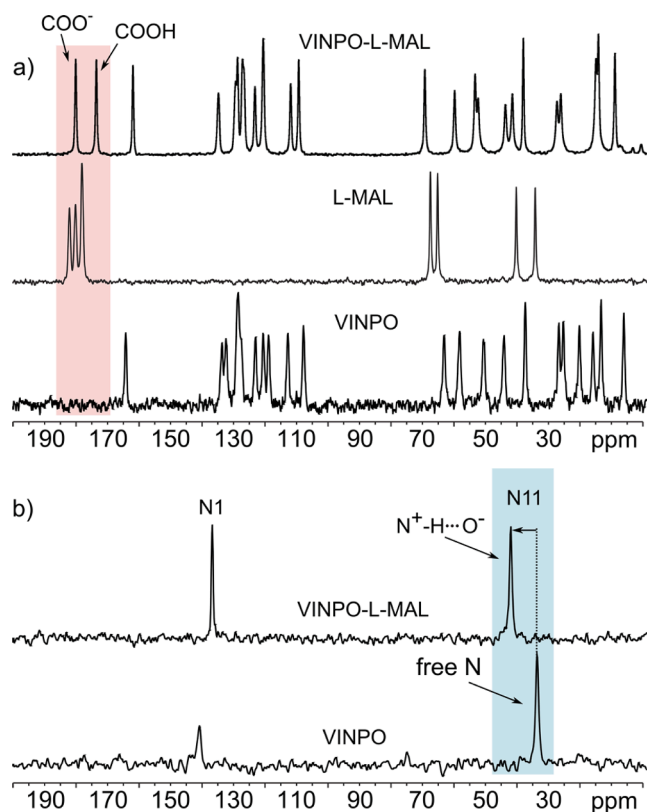 COO⁻
COOH
VINPO-L-MAL
a)
L-MAL
VINPO
190 170 150 130 110 90 70 50 30 ppm
b)
N1
N11
N⁺-H···O⁻
VINPO-L-MAL
free N
VINPO
190 170 150 130 110 90 70 50 30 ppm